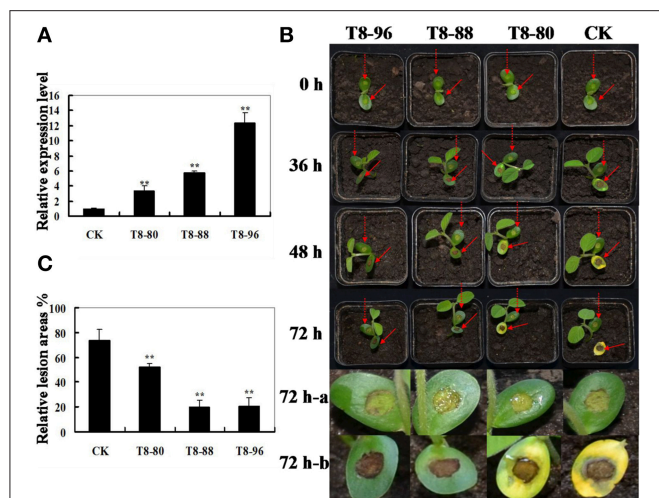 A
Relative expression level
16
14
12
10
8
6
4
2
0
**
**
**
CK T8-80 T8-88 T8-96
C
Relative lesion areas %
100
80
60
40
20
0
**
**
**
CK T8-80 T8-88 T8-96
B
T8-96 T8-88 T8-80 CK
0 h
36 h
48 h
72 h
72 h-a
72 h-b